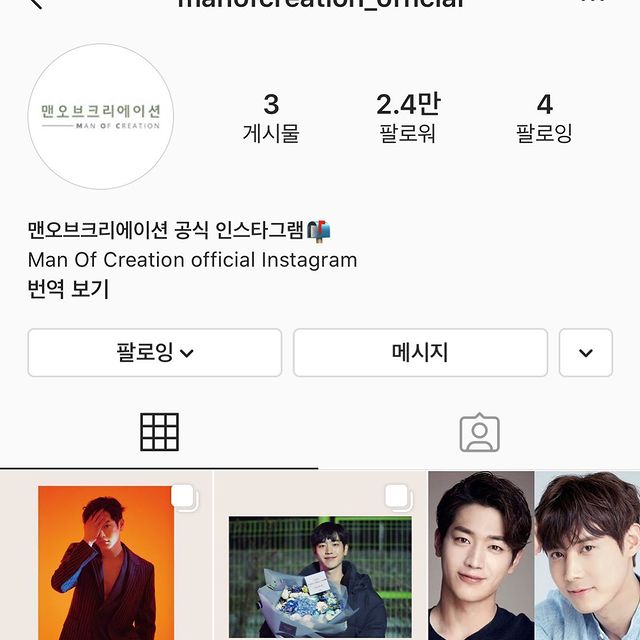 manofcreation_official
맨오브크리에이션
MAN OF CREATION
3
게시물
2.4만
팔로워
4
팔로잉
맨오브크리에이션 공식 인스타그램📬
Man Of Creation official Instagram
번역 보기
팔로잉
메시지